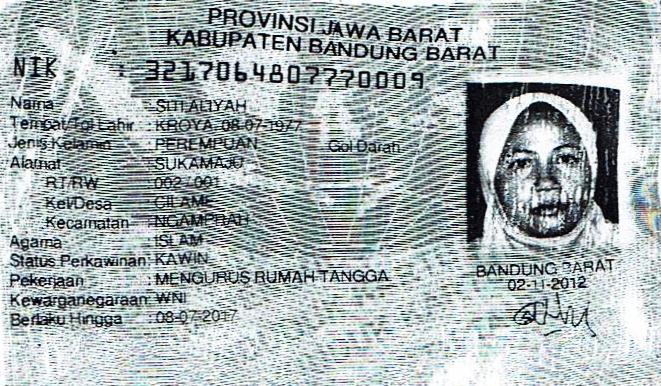 PROVINSI JAWA BARAT
KABUPATEN BANDUNG BARAT
NIK : 3217064807770009
Nama : SITI ALIYAH
Tempat/Tgl Lahir : KROYA, 08-07-1977
Jenis Kelamin : PEREMPUAN Gol Darah
Alamat : SUKAMAJU
RT/RW : 002 / 001
Kel/Desa : CILAME
Kecamatan : NGAMPRAH
Agama : ISLAM
Status Perkawinan: KAWIN
Pekerjaan : MENGURUS RUMAH TANGGA
Kewarganegaraan: WNI
Berlaku Hingga : 08-07-2017
BANDUNG BARAT
02-11-2012